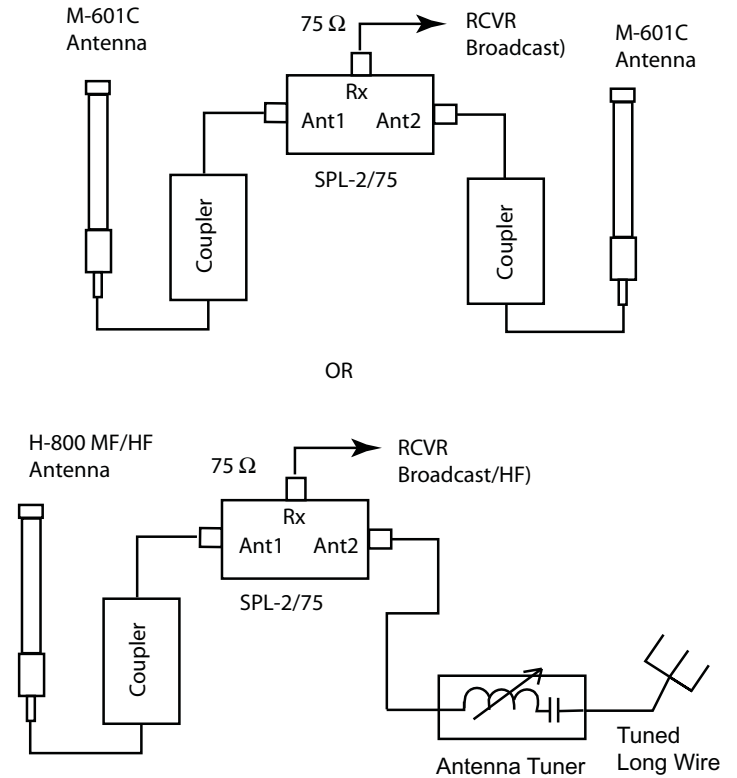 M-601C
Antenna
75 Ω
RCVR
Broadcast)
M-601C
Antenna
Rx
Ant1 Ant2
SPL-2/75
Coupler
Coupler
OR
H-800 MF/HF
Antenna
75 Ω
RCVR
Broadcast/HF)
Rx
Ant1 Ant2
SPL-2/75
Coupler
Antenna Tuner
Tuned
Long Wire